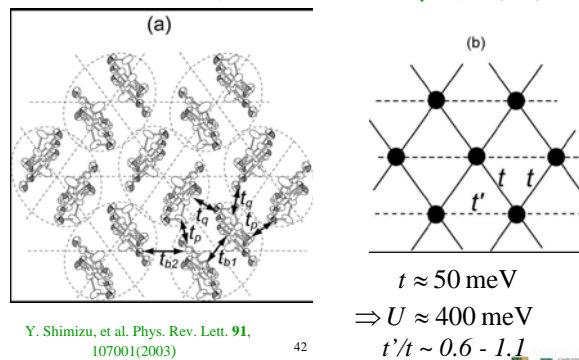 (a)
t_q
t_q
t_p
t_p
t_b2
t_b1
Y. Shimizu, et al. Phys. Rev. Lett. 91,
107001(2003)
42
(b)
t
t
t'
t ≈ 50 meV
⇒ U ≈ 400 meV
t'/t ~ 0.6 - 1.1